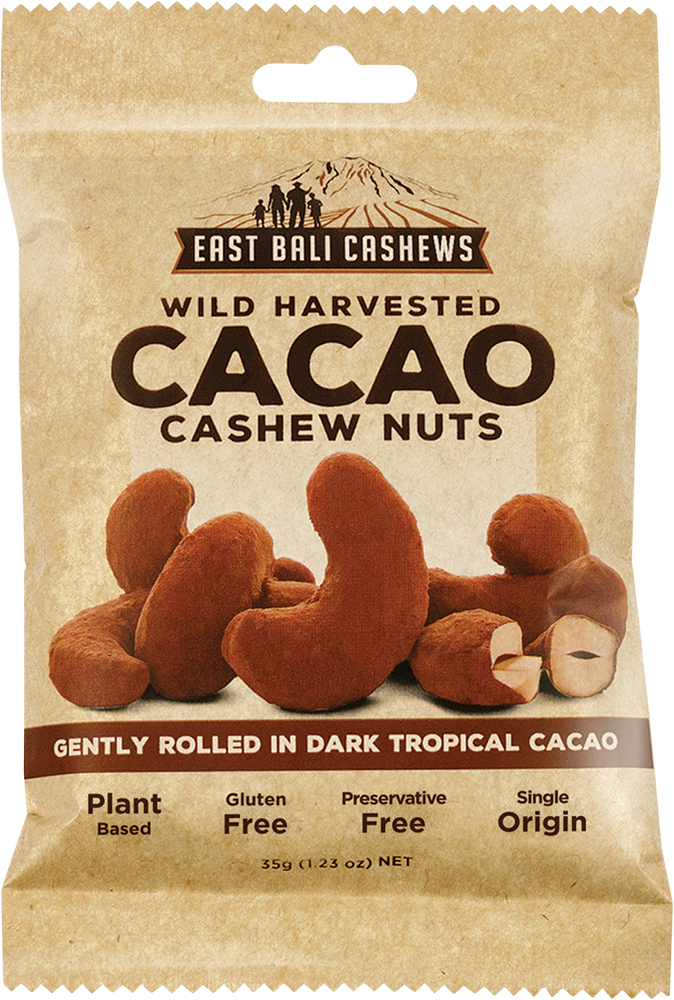 EAST BALI CASHEWS
WILD HARVESTED
CACAO
CASHEW NUTS
GENTLY ROLLED IN DARK TROPICAL CACAO
Plant
Based
Gluten
Free
Preservative
Free
Single
Origin
35g (1.23 oz) NET